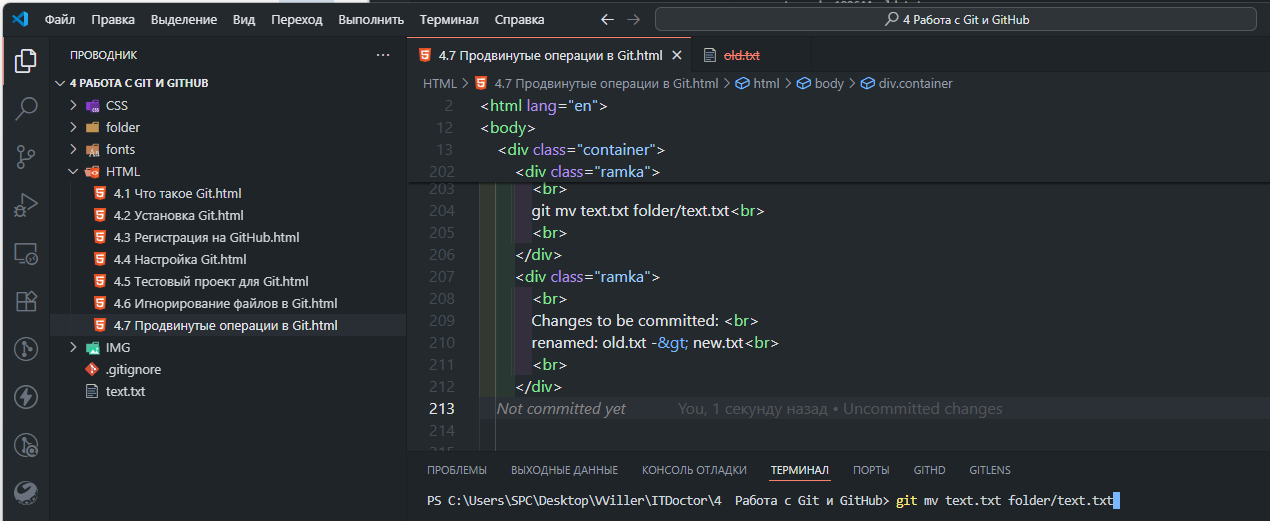 Файл Правка Выделение Вид Переход Выполнить Терминал Справка
4 Работа с Git и GitHub
ПРОВОДНИК
4 РАБОТА С GIT И GITHUB
CSS
folder
fonts
HTML
4.1 Что такое Git.html
4.2 Установка Git.html
4.3 Регистрация на GitHub.html
4.4 Настройка Git.html
4.5 Тестовый проект для Git.html
4.6 Игнорирование файлов в Git.html
4.7 Продвинутые операции в Git.html
IMG
.gitignore
text.txt
4.7 Продвинутые операции в Git.html old.txt
HTML > 4.7 Продвинутые операции в Git.html > html > body > div.container
2 <html lang="en">
12 <body>
13 <div class="container">
202 <div class="ramka">
203 <br>
204 git mv text.txt folder/text.txt<br>
205 <br>
206 </div>
207 <div class="ramka">
208 <br>
209 Changes to be committed: <br>
210 renamed: old.txt -&gt; new.txt<br>
211 <br>
212 </div>
213 Not committed yet You, 1 секунду назад • Uncommitted changes
214
ПРОБЛЕМЫ ВЫХОДНЫЕ ДАННЫЕ КОНСОЛЬ ОТЛАДКИ ТЕРМИНАЛ ПОРТЫ GITHD GITLENS
PS C:\Users\SPC\Desktop\VViller\ITDoctor\4  Работа с Git и GitHub> git mv text.txt folder/text.txt